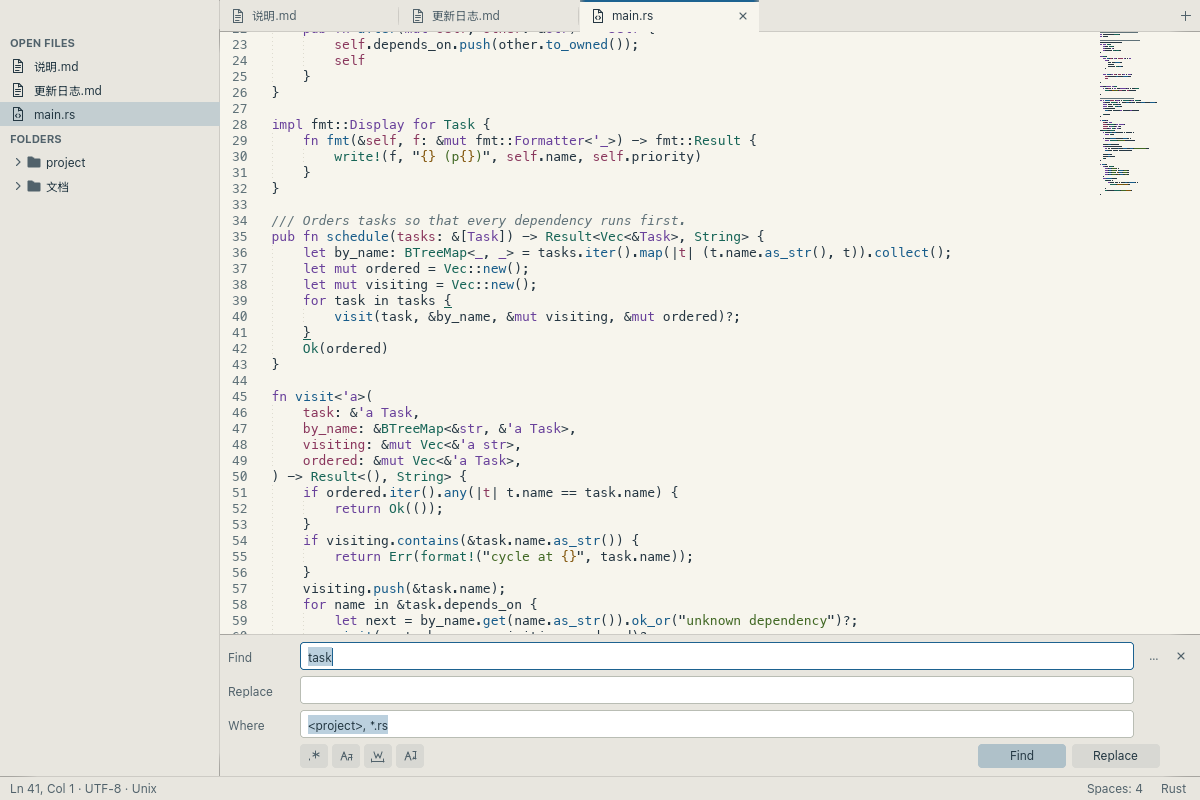 说明.md
更新日志.md
main.rs
OPEN FILES
说明.md
更新日志.md
main.rs
FOLDERS
project
文档
23 self.depends_on.push(other.to_owned());
24 self
25 }
26 }
27
28 impl fmt::Display for Task {
29 fn fmt(&self, f: &mut fmt::Formatter<'_>) -> fmt::Result {
30 write!(f, "{} (p{})", self.name, self.priority)
31 }
32 }
33
34 /// Orders tasks so that every dependency runs first.
35 pub fn schedule(tasks: &[Task]) -> Result<Vec<&Task>, String> {
36 let by_name: BTreeMap<_, _> = tasks.iter().map(|t| (t.name.as_str(), t)).collect();
37 let mut ordered = Vec::new();
38 let mut visiting = Vec::new();
39 for task in tasks {
40 visit(task, &by_name, &mut visiting, &mut ordered)?;
41 }
42 Ok(ordered)
43 }
44
45 fn visit<'a>(
46 task: &'a Task,
47 by_name: &BTreeMap<&str, &'a Task>,
48 visiting: &mut Vec<&'a str>,
49 ordered: &mut Vec<&'a Task>,
50 ) -> Result<(), String> {
51 if ordered.iter().any(|t| t.name == task.name) {
52 return Ok(());
53 }
54 if visiting.contains(&task.name.as_str()) {
55 return Err(format!("cycle at {}", task.name));
56 }
57 visiting.push(&task.name);
58 for name in &task.depends_on {
59 let next = by_name.get(name.as_str()).ok_or("unknown dependency")?;
Find task ...
Replace
Where <project>, *.rs
.* Aa W AI Find Replace
Ln 41, Col 1 · UTF-8 · Unix Spaces: 4 Rust